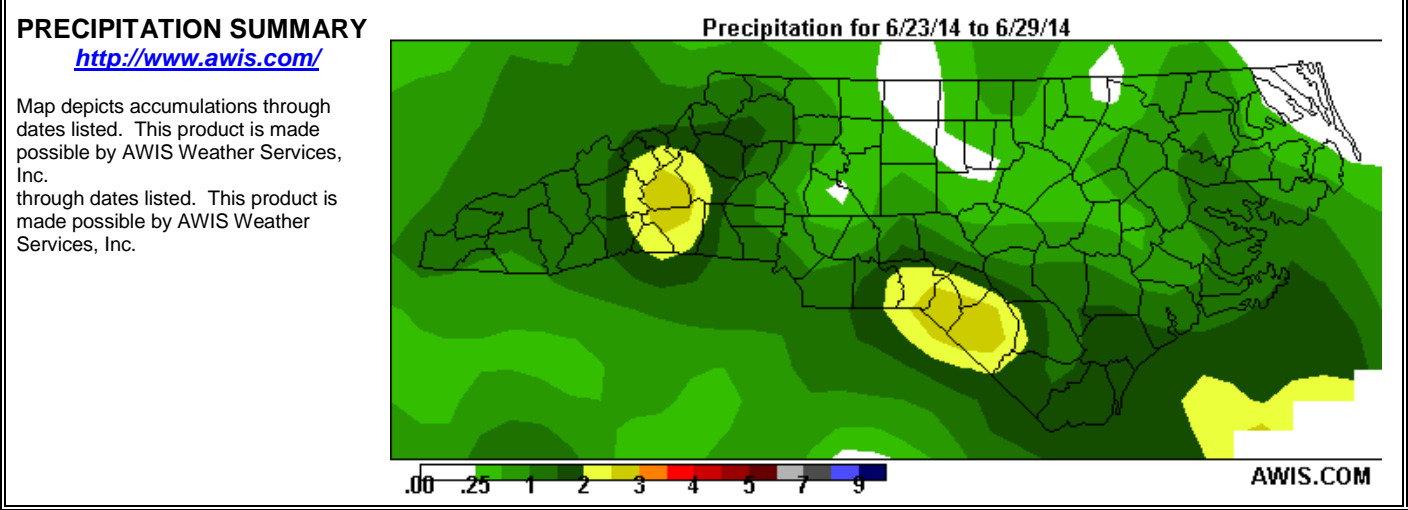 PRECIPITATION SUMMARY
http://www.awis.com/
Map depicts accumulations through
dates listed.  This product is made
possible by AWIS Weather Services,
Inc.
through dates listed.  This product is
made possible by AWIS Weather
Services, Inc.
Precipitation for 6/23/14 to 6/29/14
.00 .25 1 2 3 4 5 7 9
AWIS.COM